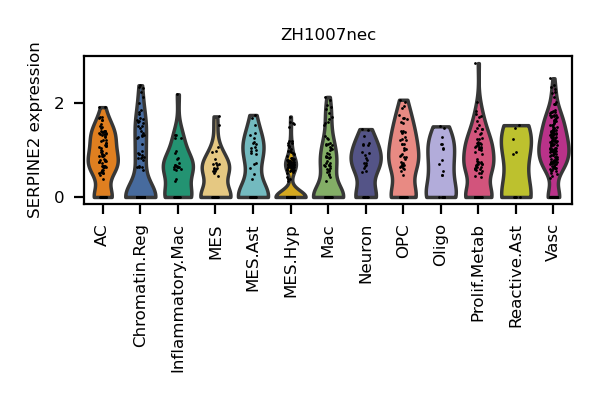 ZH1007nec
SERPINE2 expression
2
0
AC
Chromatin.Reg
Inflammatory.Mac
MES
MES.Ast
MES.Hyp
Mac
Neuron
OPC
Oligo
Prolif.Metab
Reactive.Ast
Vasc